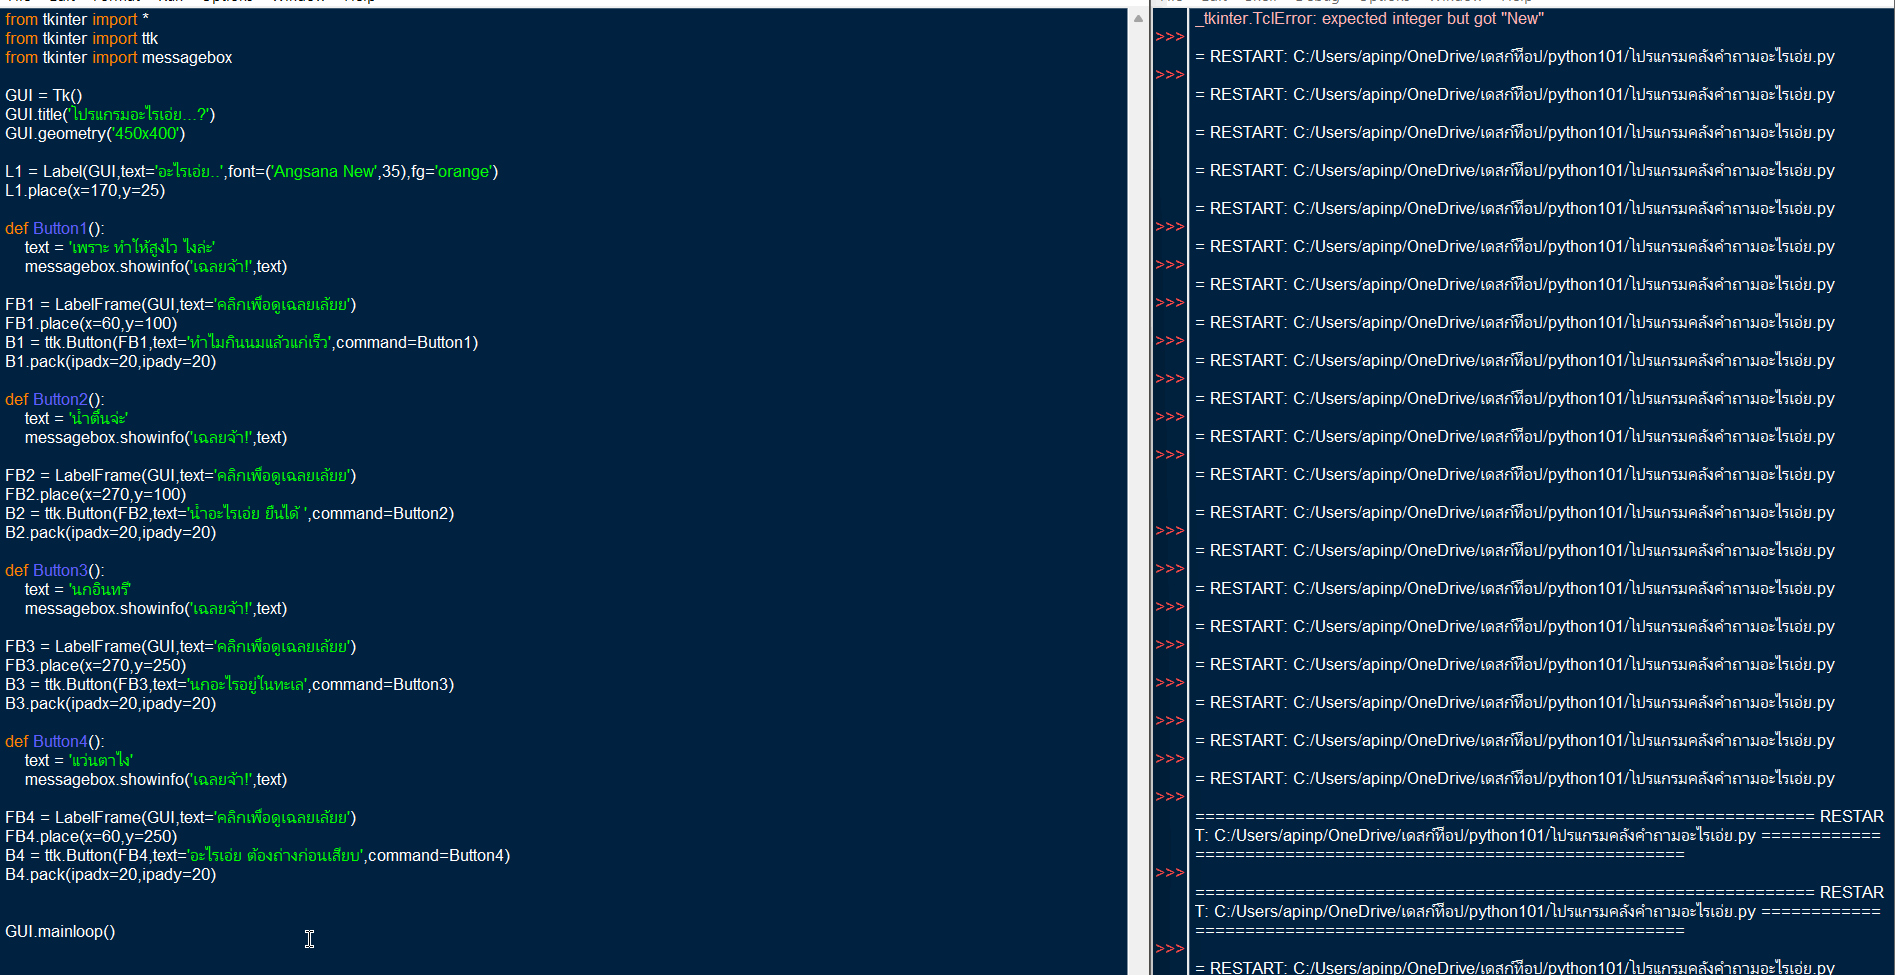 from tkinter import *
from tkinter import ttk
from tkinter import messagebox
GUI = Tk()
GUI.title('โปรแกรมอะไรเอ่ย...?')
GUI.geometry('450x400')
L1 = Label(GUI,text='อะไรเอ่ย..',font=('Angsana New',35),fg='orange')
L1.place(x=170,y=25)
def Button1():
text = 'เพราะ ทำให้สูงไว ไงล่ะ'
messagebox.showinfo('เฉลยจ้า!',text)
FB1 = LabelFrame(GUI,text='คลิกเพื่อดูเฉลยเล้ยย')
FB1.place(x=60,y=100)
B1 = ttk.Button(FB1,text='ทำไมกินนมแล้วแก่เร็ว',command=Button1)
B1.pack(ipadx=20,ipady=20)
def Button2():
text = 'น้ำตื้นจ่ะ'
messagebox.showinfo('เฉลยจ้า!',text)
FB2 = LabelFrame(GUI,text='คลิกเพื่อดูเฉลยเล้ยย')
FB2.place(x=270,y=100)
B2 = ttk.Button(FB2,text='น้ำอะไรเอ่ย ยืนได้ ',command=Button2)
B2.pack(ipadx=20,ipady=20)
def Button3():
text = 'นกอินทรี'
messagebox.showinfo('เฉลยจ้า!',text)
FB3 = LabelFrame(GUI,text='คลิกเพื่อดูเฉลยเล้ยย')
FB3.place(x=270,y=250)
B3 = ttk.Button(FB3,text='นกอะไรอยู่ในทะเล',command=Button3)
B3.pack(ipadx=20,ipady=20)
def Button4():
text = 'แว่นตาไง'
messagebox.showinfo('เฉลยจ้า!',text)
FB4 = LabelFrame(GUI,text='คลิกเพื่อดูเฉลยเล้ยย')
FB4.place(x=60,y=250)
B4 = ttk.Button(FB4,text='อะไรเอ่ย ต้องถ่างก่อนเสียบ',command=Button4)
B4.pack(ipadx=20,ipady=20)
GUI.mainloop()
_tkinter.TclError: expected integer but got "New"
>>>
= RESTART: C:/Users/apinp/OneDrive/เดสก์ท็อป/python101/โปรแกรมคลังคำถามอะไรเอ่ย.py
>>>
= RESTART: C:/Users/apinp/OneDrive/เดสก์ท็อป/python101/โปรแกรมคลังคำถามอะไรเอ่ย.py
= RESTART: C:/Users/apinp/OneDrive/เดสก์ท็อป/python101/โปรแกรมคลังคำถามอะไรเอ่ย.py
= RESTART: C:/Users/apinp/OneDrive/เดสก์ท็อป/python101/โปรแกรมคลังคำถามอะไรเอ่ย.py
= RESTART: C:/Users/apinp/OneDrive/เดสก์ท็อป/python101/โปรแกรมคลังคำถามอะไรเอ่ย.py
>>>
= RESTART: C:/Users/apinp/OneDrive/เดสก์ท็อป/python101/โปรแกรมคลังคำถามอะไรเอ่ย.py
>>>
= RESTART: C:/Users/apinp/OneDrive/เดสก์ท็อป/python101/โปรแกรมคลังคำถามอะไรเอ่ย.py
>>>
= RESTART: C:/Users/apinp/OneDrive/เดสก์ท็อป/python101/โปรแกรมคลังคำถามอะไรเอ่ย.py
>>>
= RESTART: C:/Users/apinp/OneDrive/เดสก์ท็อป/python101/โปรแกรมคลังคำถามอะไรเอ่ย.py
>>>
= RESTART: C:/Users/apinp/OneDrive/เดสก์ท็อป/python101/โปรแกรมคลังคำถามอะไรเอ่ย.py
>>>
= RESTART: C:/Users/apinp/OneDrive/เดสก์ท็อป/python101/โปรแกรมคลังคำถามอะไรเอ่ย.py
>>>
= RESTART: C:/Users/apinp/OneDrive/เดสก์ท็อป/python101/โปรแกรมคลังคำถามอะไรเอ่ย.py
= RESTART: C:/Users/apinp/OneDrive/เดสก์ท็อป/python101/โปรแกรมคลังคำถามอะไรเอ่ย.py
>>>
= RESTART: C:/Users/apinp/OneDrive/เดสก์ท็อป/python101/โปรแกรมคลังคำถามอะไรเอ่ย.py
>>>
= RESTART: C:/Users/apinp/OneDrive/เดสก์ท็อป/python101/โปรแกรมคลังคำถามอะไรเอ่ย.py
>>>
= RESTART: C:/Users/apinp/OneDrive/เดสก์ท็อป/python101/โปรแกรมคลังคำถามอะไรเอ่ย.py
>>>
= RESTART: C:/Users/apinp/OneDrive/เดสก์ท็อป/python101/โปรแกรมคลังคำถามอะไรเอ่ย.py
>>>
= RESTART: C:/Users/apinp/OneDrive/เดสก์ท็อป/python101/โปรแกรมคลังคำถามอะไรเอ่ย.py
>>>
= RESTART: C:/Users/apinp/OneDrive/เดสก์ท็อป/python101/โปรแกรมคลังคำถามอะไรเอ่ย.py
>>>
= RESTART: C:/Users/apinp/OneDrive/เดสก์ท็อป/python101/โปรแกรมคลังคำถามอะไรเอ่ย.py
>>>
============================================================== RESTAR
T: C:/Users/apinp/OneDrive/เดสก์ท็อป/python101/โปรแกรมคลังคำถามอะไรเอ่ย.py ============
=================================================
>>>
============================================================== RESTAR
T: C:/Users/apinp/OneDrive/เดสก์ท็อป/python101/โปรแกรมคลังคำถามอะไรเอ่ย.py ============
=================================================
>>>
= RESTART: C:/Users/apinp/OneDrive/เดสก์ท็อป/python101/โปรแกรมคลังคำถามอะไรเอ่ย.py